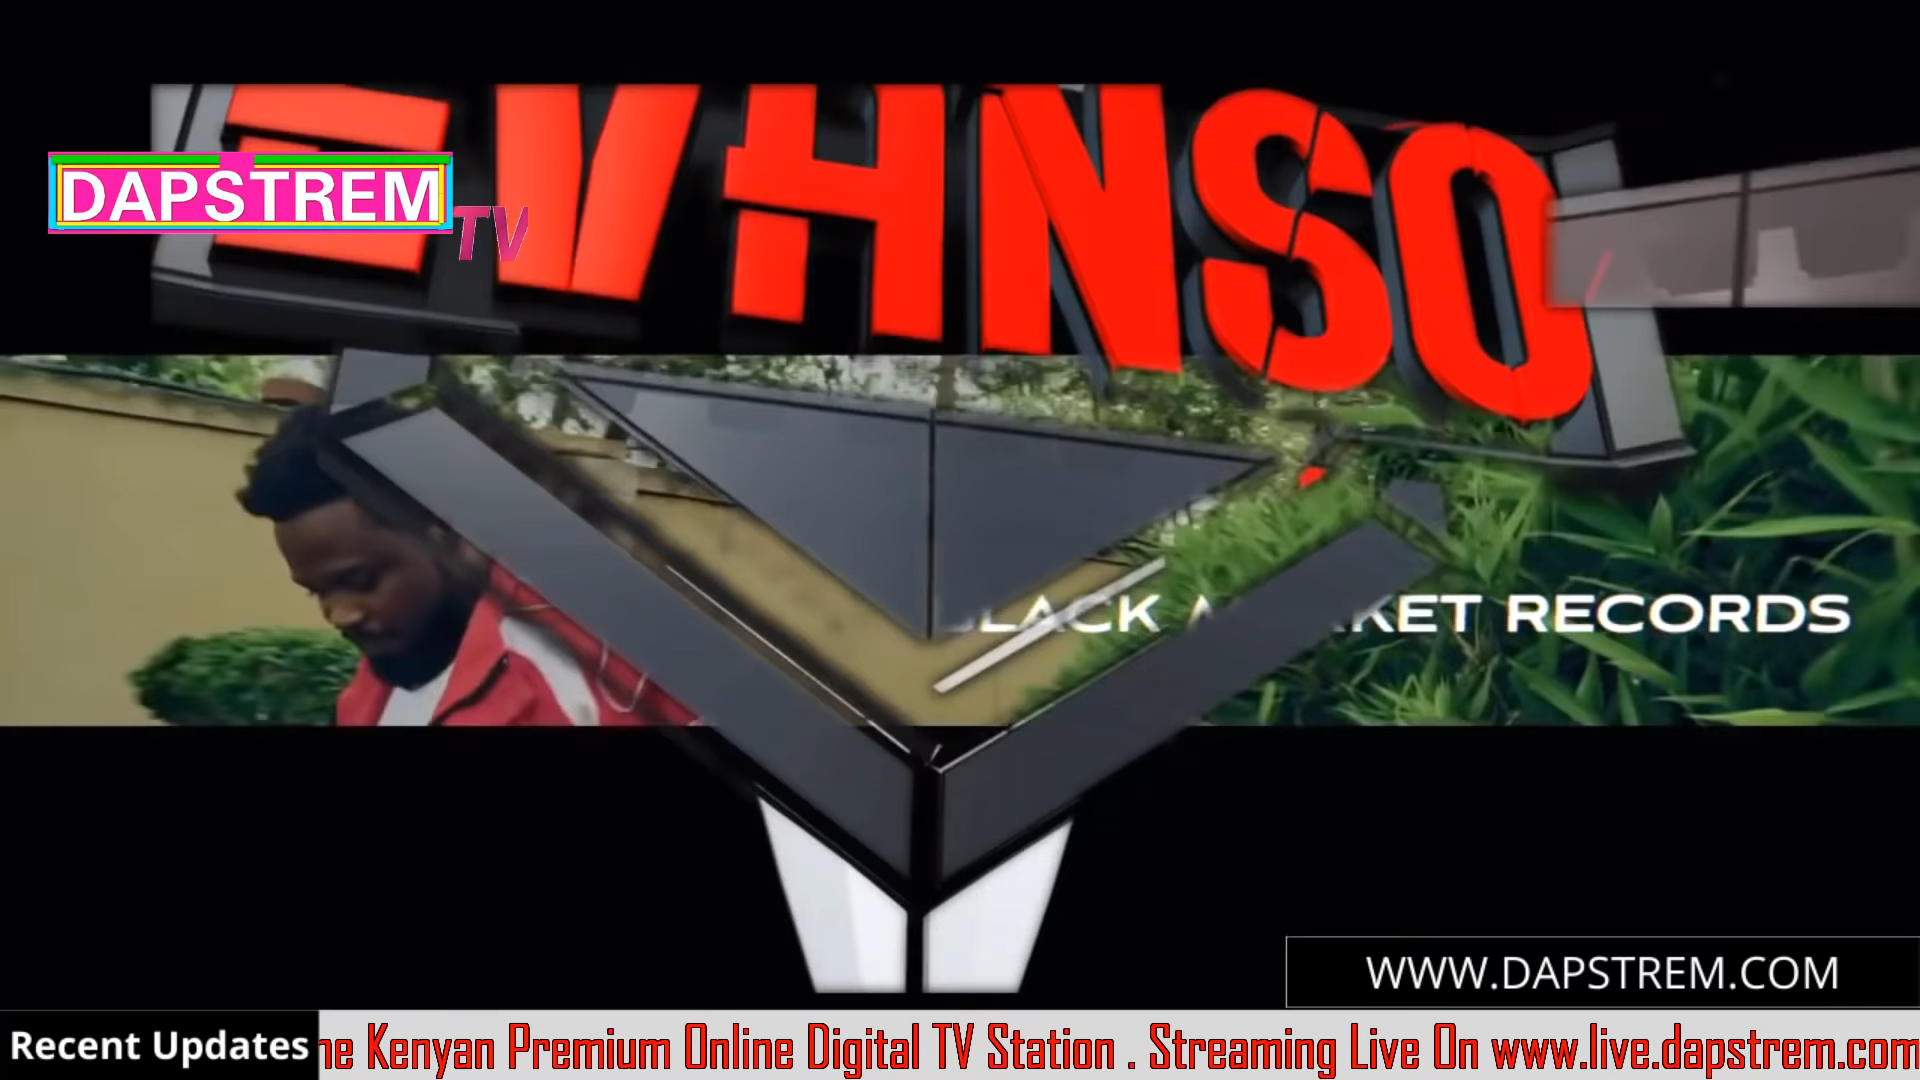 EVHNSO
DAPSTREM
TV
RECORDS
WWW.DAPSTREM.COM
Recent Updates
Kenyan Premium Online Digital TV Station . Streaming Live On www.live.dapstrem.com